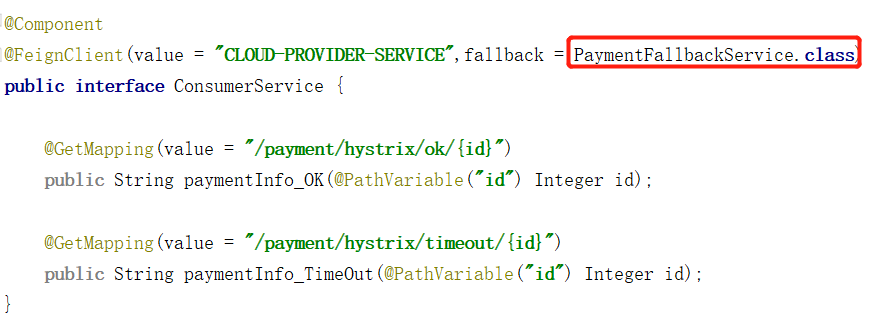 @Component
@FeignClient(value = "CLOUD-PROVIDER-SERVICE",fallback = PaymentFallbackService.class)
public interface ConsumerService {
@GetMapping(value = "/payment/hystrix/ok/{id}")
public String paymentInfo_OK(@PathVariable("id") Integer id);
@GetMapping(value = "/payment/hystrix/timeout/{id}")
public String paymentInfo_TimeOut(@PathVariable("id") Integer id);
}